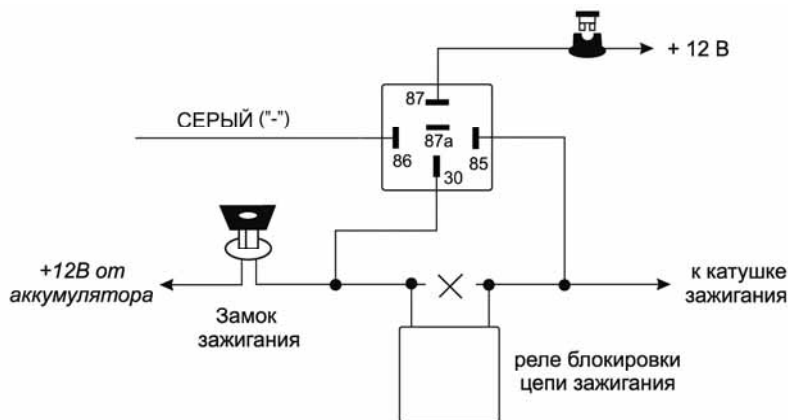 + 12 В
87
СЕРЫЙ ("-")
87а
86
85
30
+12В от
аккумулятора
Замок
зажигания
к катушке
зажигания
реле блокировки
цепи зажигания